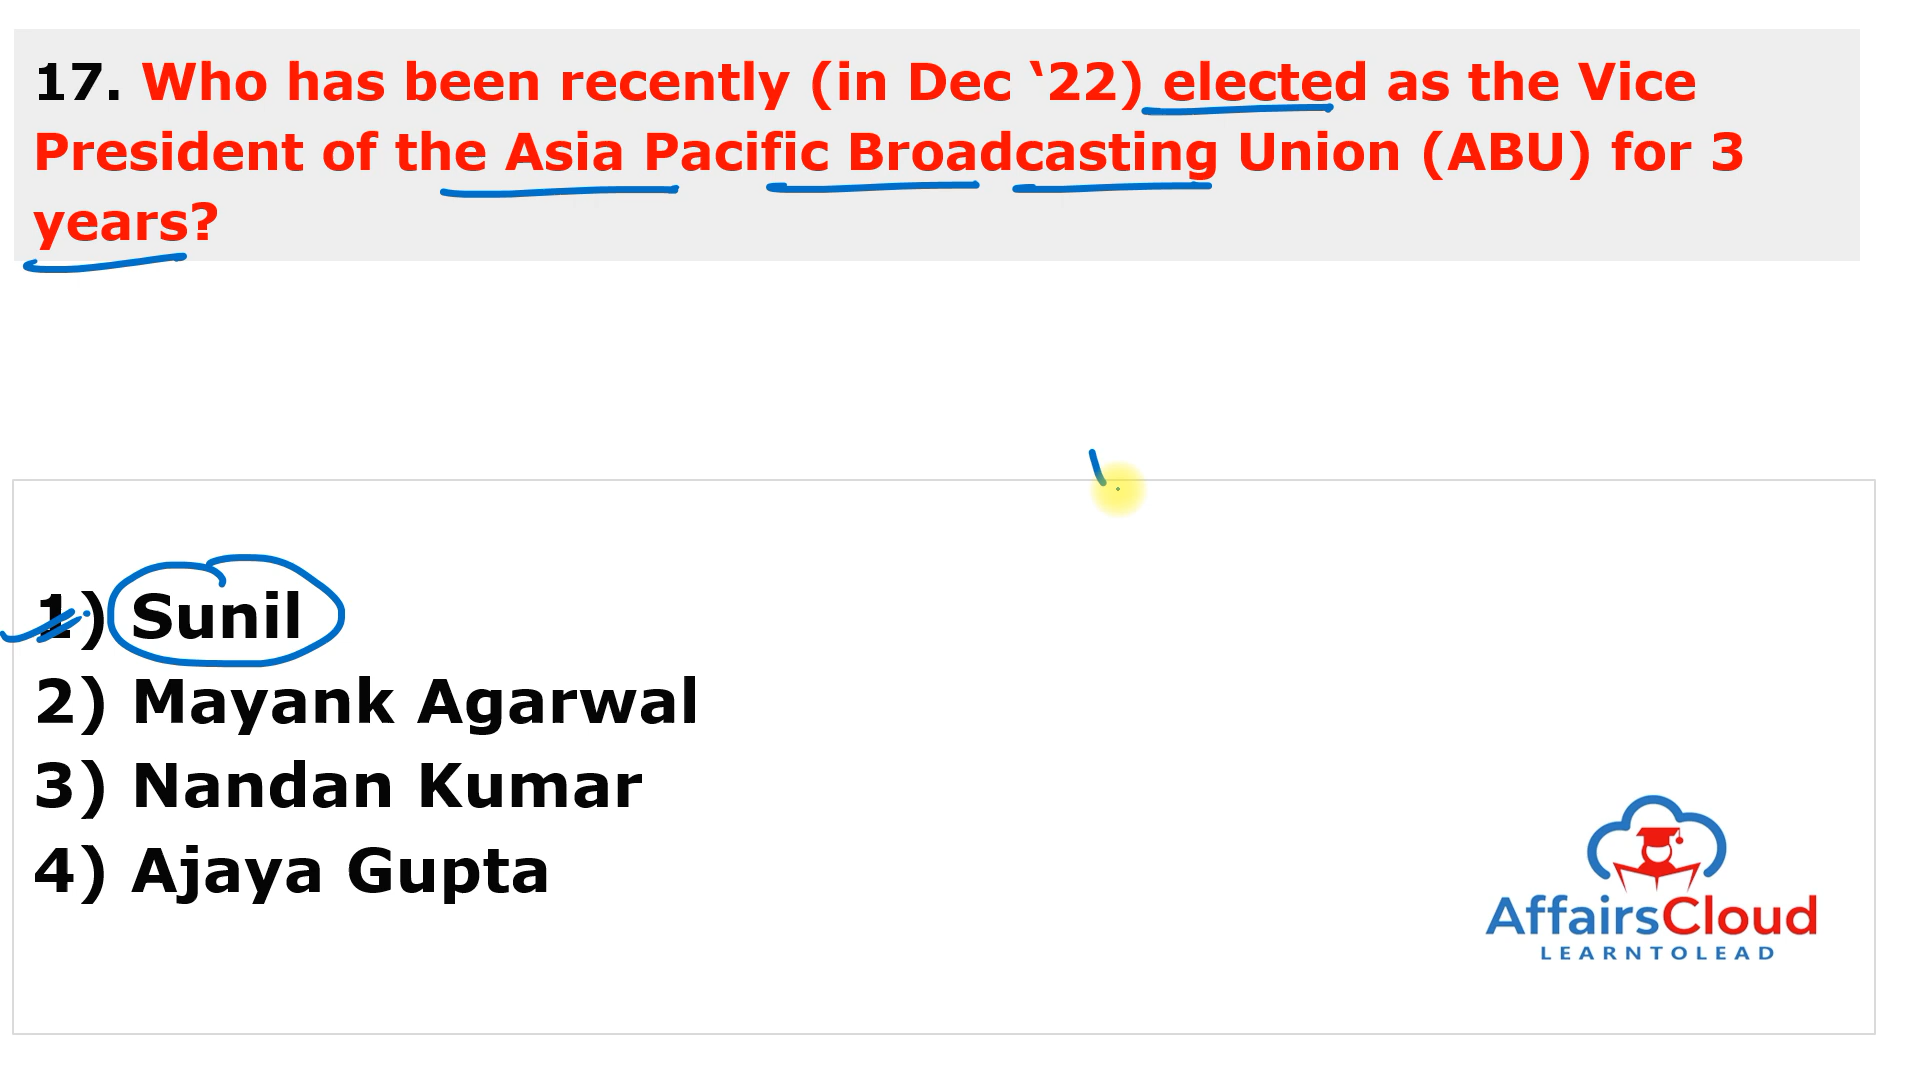 17. Who has been recently (in Dec ‘22) elected as the Vice
President of the Asia Pacific Broadcasting Union (ABU) for 3
years?
1) Sunil
2) Mayank Agarwal
3) Nandan Kumar
4) Ajaya Gupta
AffairsCloud
LEARNTOLEAD